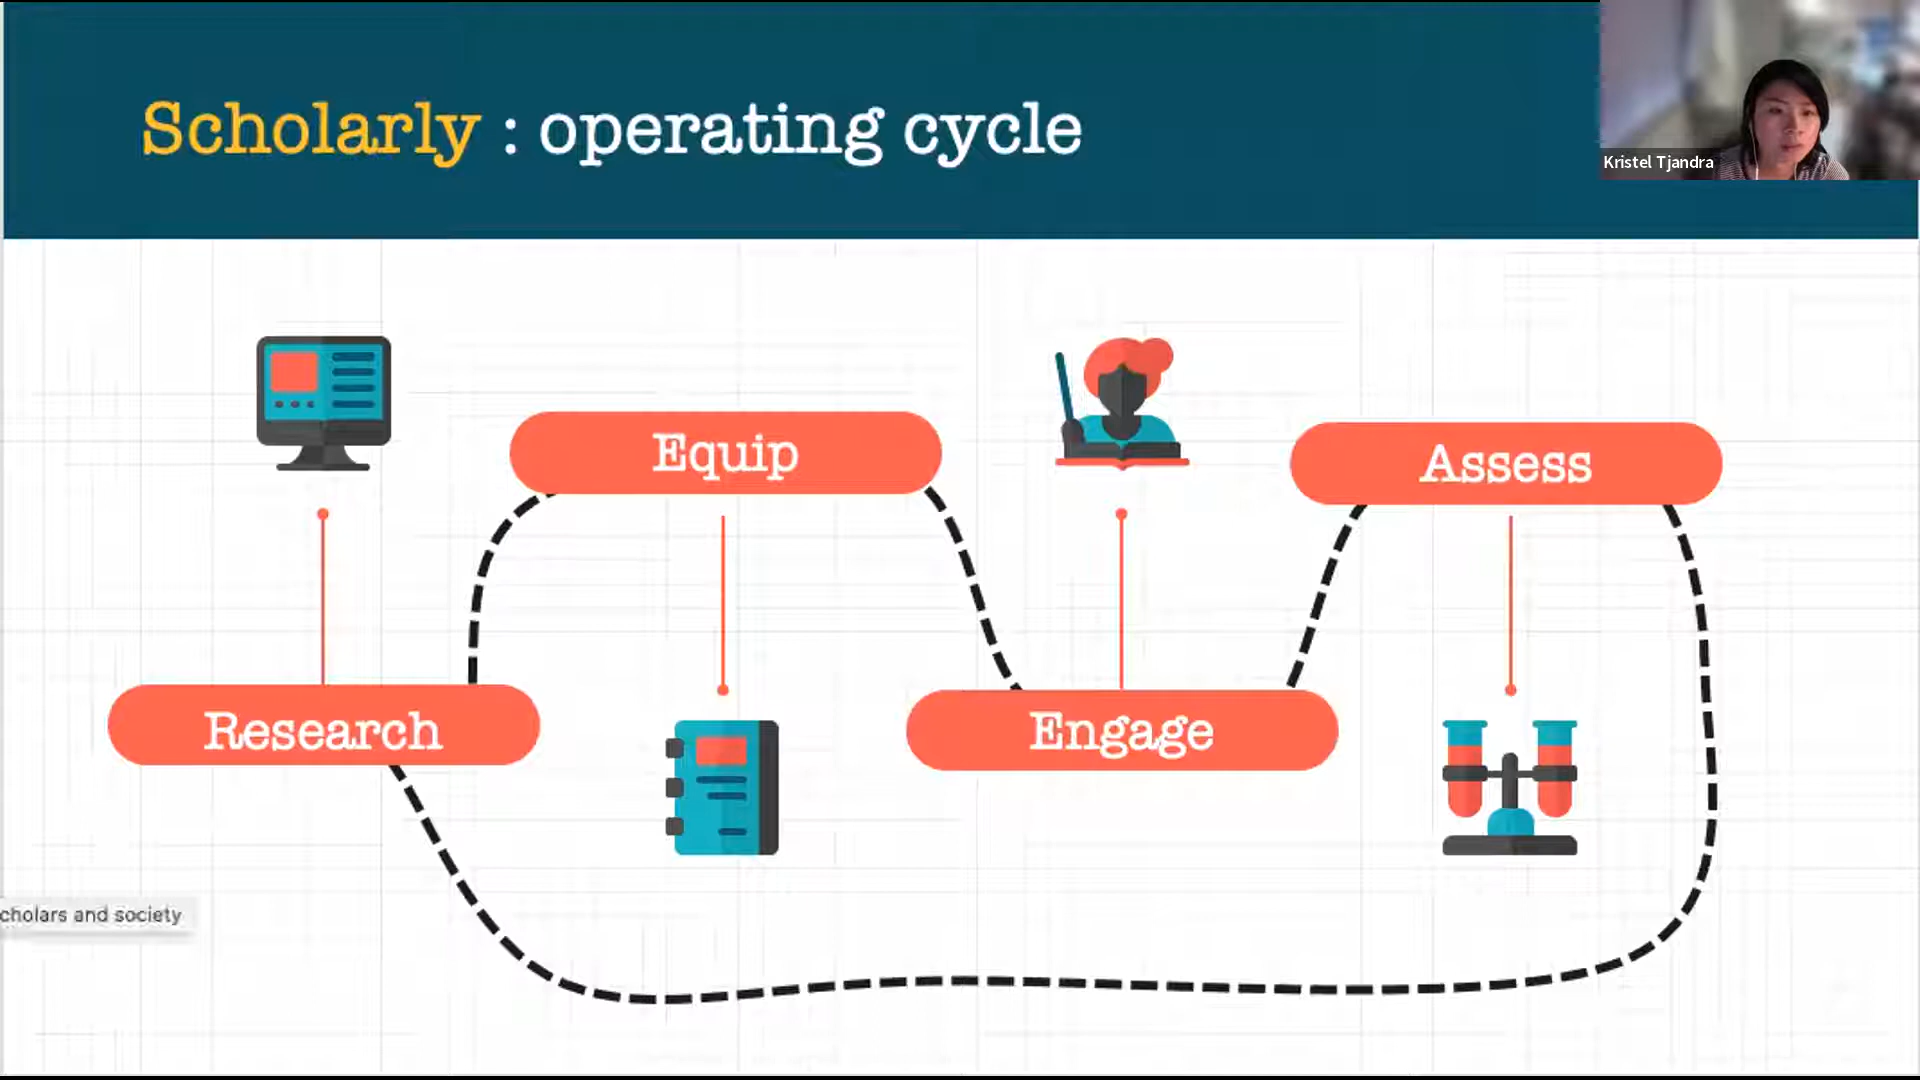 Scholarly : operating cycle
Kristel Tjandra
Equip
Assess
Research
Engage
cholars and society